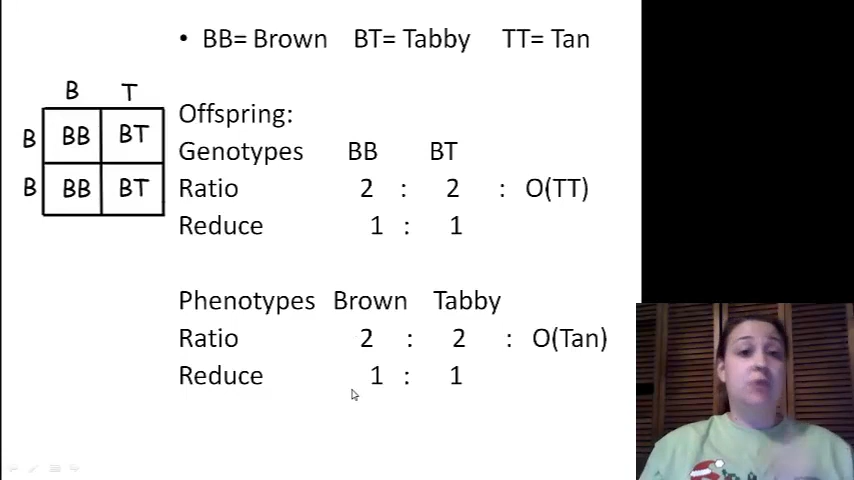 • BB= Brown BT= Tabby TT= Tan
B T
B BB BT
B BB BT
Offspring:
Genotypes BB BT
Ratio 2 : 2 : O(TT)
Reduce 1 : 1
Phenotypes Brown Tabby
Ratio 2 : 2 : O(Tan)
Reduce 1 : 1